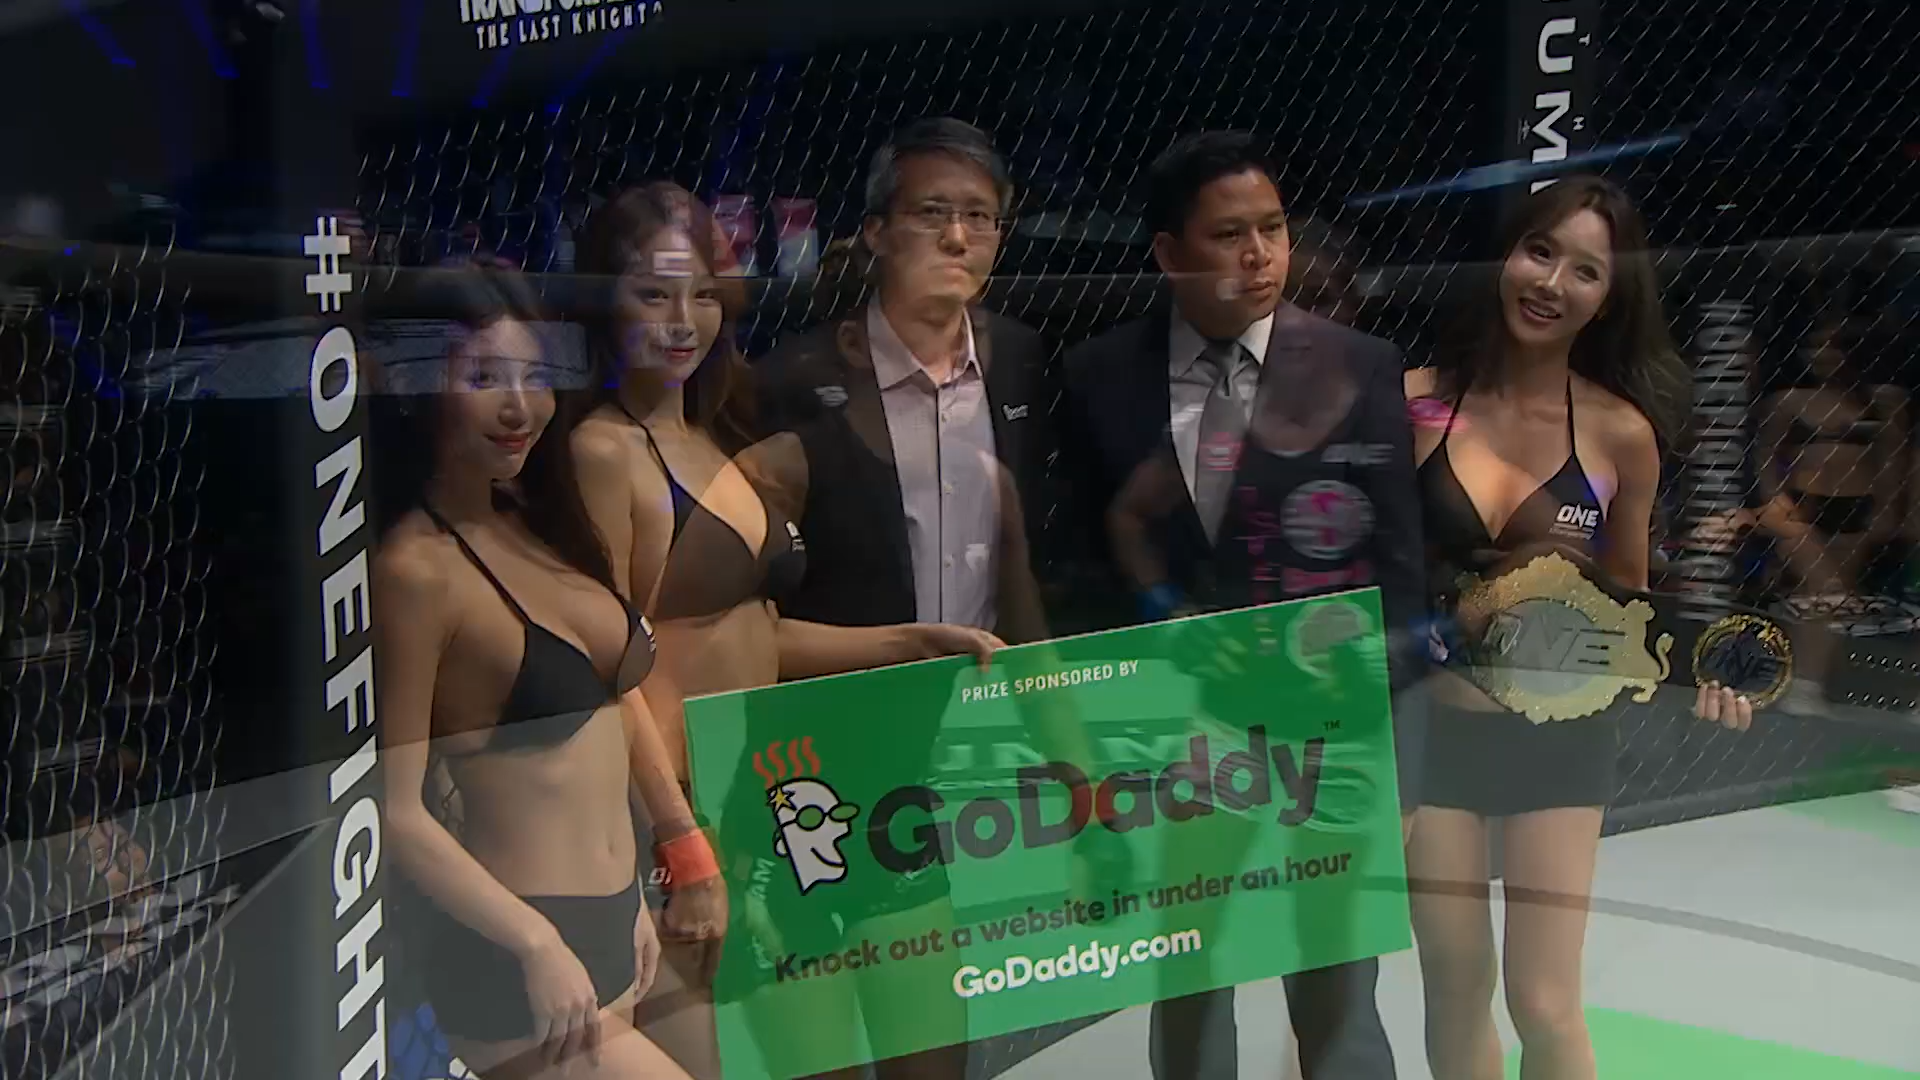 THE LAST KNIGHT
#ONEFIGHT
ONE
ONE
ONE
PRIZE SPONSORED BY
GoDaddy™
Knock out a website in under an hour
GoDaddy.com